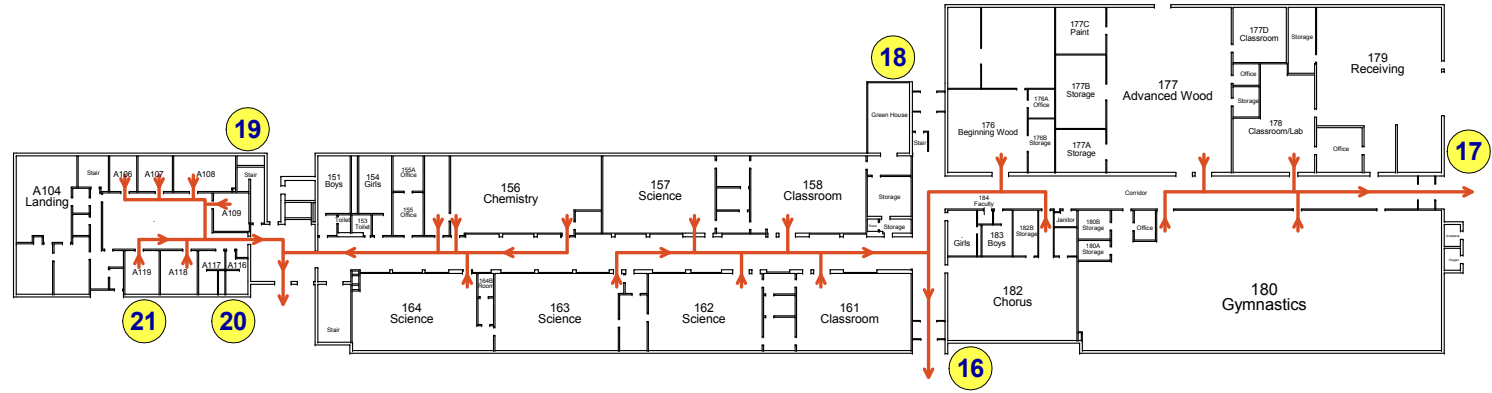 177C
Paint
177D
Classroom
Storage
179
Receiving
18
Office
177
Advanced Wood
177B
Storage
176A
Office
Storage
Green House
176
Beginning Wood
178
Classroom/Lab
19
176B
Storage
177A
Storage
Office
17
Stair
Stair
A106
A107
A108
Stair
A104
Landing
A109
151
Boys
154
Girls
155A
Office
156
Chemistry
157
Science
158
Classroom
Storage
Corridor
184
Faculty
155
Office
Toilet
153
Toilet
Storage
Girls
183
Boys
182B
Storage
Janitor
180B
Storage
Office
180A
Storage
A119
A118
A117
A116
164B
Room
164
Science
163
Science
162
Science
161
Classroom
182
Chorus
180
Gymnastics
21
20
Stair
16